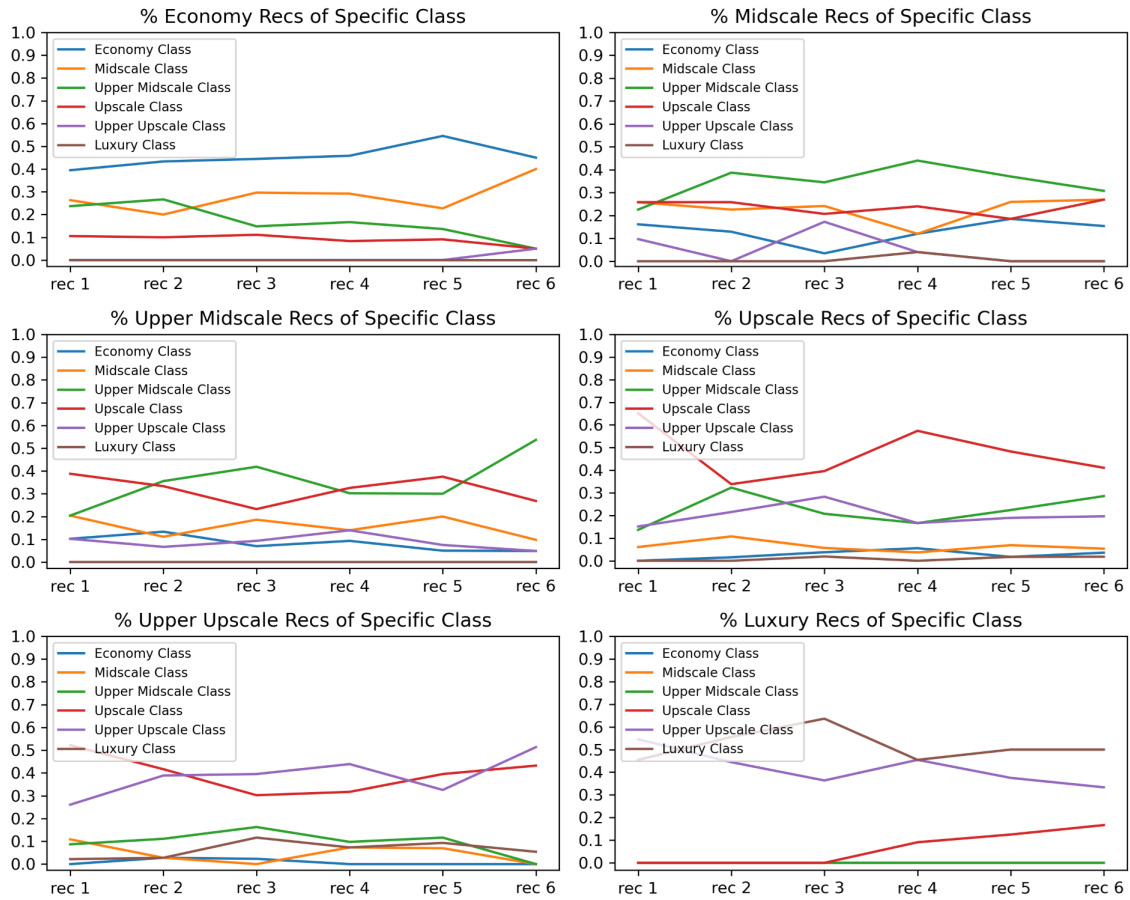 % Economy Recs of Specific Class
1.0
0.9
0.8
0.7
0.6
0.5
0.4
0.3
0.2
0.1
0.0
Economy Class
Midscale Class
Upper Midscale Class
Upscale Class
Upper Upscale Class
Luxury Class
rec 1 rec 2 rec 3 rec 4 rec 5 rec 6
% Midscale Recs of Specific Class
1.0
0.9
0.8
0.7
0.6
0.5
0.4
0.3
0.2
0.1
0.0
Economy Class
Midscale Class
Upper Midscale Class
Upscale Class
Upper Upscale Class
Luxury Class
rec 1 rec 2 rec 3 rec 4 rec 5 rec 6
% Upper Midscale Recs of Specific Class
1.0
0.9
0.8
0.7
0.6
0.5
0.4
0.3
0.2
0.1
0.0
Economy Class
Midscale Class
Upper Midscale Class
Upscale Class
Upper Upscale Class
Luxury Class
rec 1 rec 2 rec 3 rec 4 rec 5 rec 6
% Upscale Recs of Specific Class
1.0
0.9
0.8
0.7
0.6
0.5
0.4
0.3
0.2
0.1
0.0
Economy Class
Midscale Class
Upper Midscale Class
Upscale Class
Upper Upscale Class
Luxury Class
rec 1 rec 2 rec 3 rec 4 rec 5 rec 6
% Upper Upscale Recs of Specific Class
1.0
0.9
0.8
0.7
0.6
0.5
0.4
0.3
0.2
0.1
0.0
Economy Class
Midscale Class
Upper Midscale Class
Upscale Class
Upper Upscale Class
Luxury Class
rec 1 rec 2 rec 3 rec 4 rec 5 rec 6
% Luxury Recs of Specific Class
1.0
0.9
0.8
0.7
0.6
0.5
0.4
0.3
0.2
0.1
0.0
Economy Class
Midscale Class
Upper Midscale Class
Upscale Class
Upper Upscale Class
Luxury Class
rec 1 rec 2 rec 3 rec 4 rec 5 rec 6